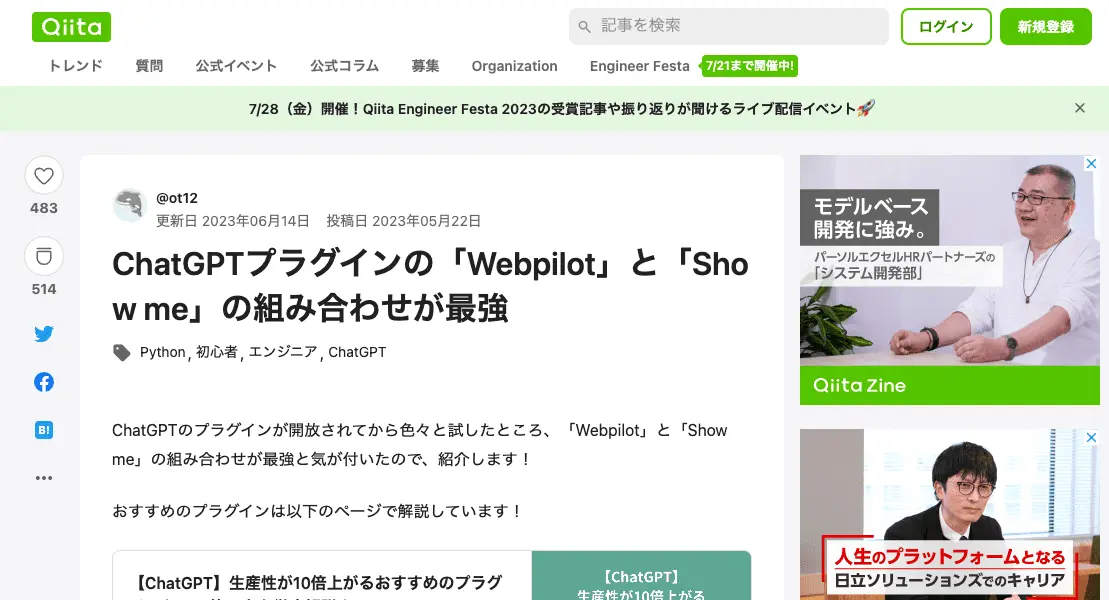 Qiita
記事を検索
ログイン
新規登録
トレンド 質問 公式イベント 公式コラム 募集 Organization Engineer Festa 7/21まで開催中!
7/28（金）開催！Qiita Engineer Festa 2023の受賞記事や振り返りが聞けるライブ配信イベント🚀
483
514
B!
@ot12
更新日 2023年06月14日 投稿日 2023年05月22日
ChatGPTプラグインの「Webpilot」と「Sho
w me」の組み合わせが最強
Python , 初心者 , エンジニア , ChatGPT
ChatGPTのプラグインが開放されてから色々と試したところ、「Webpilot」と「Show
me」の組み合わせが最強と気が付いたので、紹介します！
おすすめのプラグインは以下のページで解説しています！
【ChatGPT】生産性が10倍上がるおすすめのプラグ
【ChatGPT】
生産性が10倍上がる
モデルベース
開発に強み。
パーソルエクセルHRパートナーズの
「システム開発部」
Qiita Zine
人生のプラットフォームとなる
日立ソリューションズでのキャリア